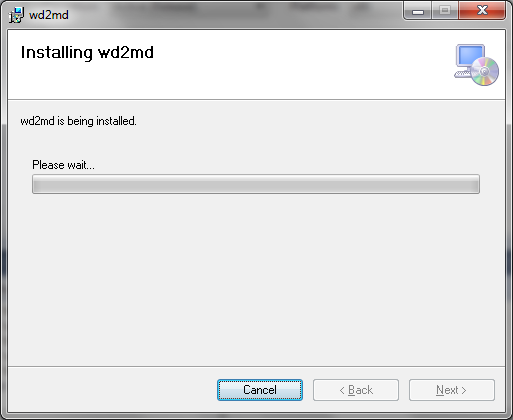 wd2md
Installing wd2md
wd2md is being installed.
Please wait...
Cancel
< Back
Next >